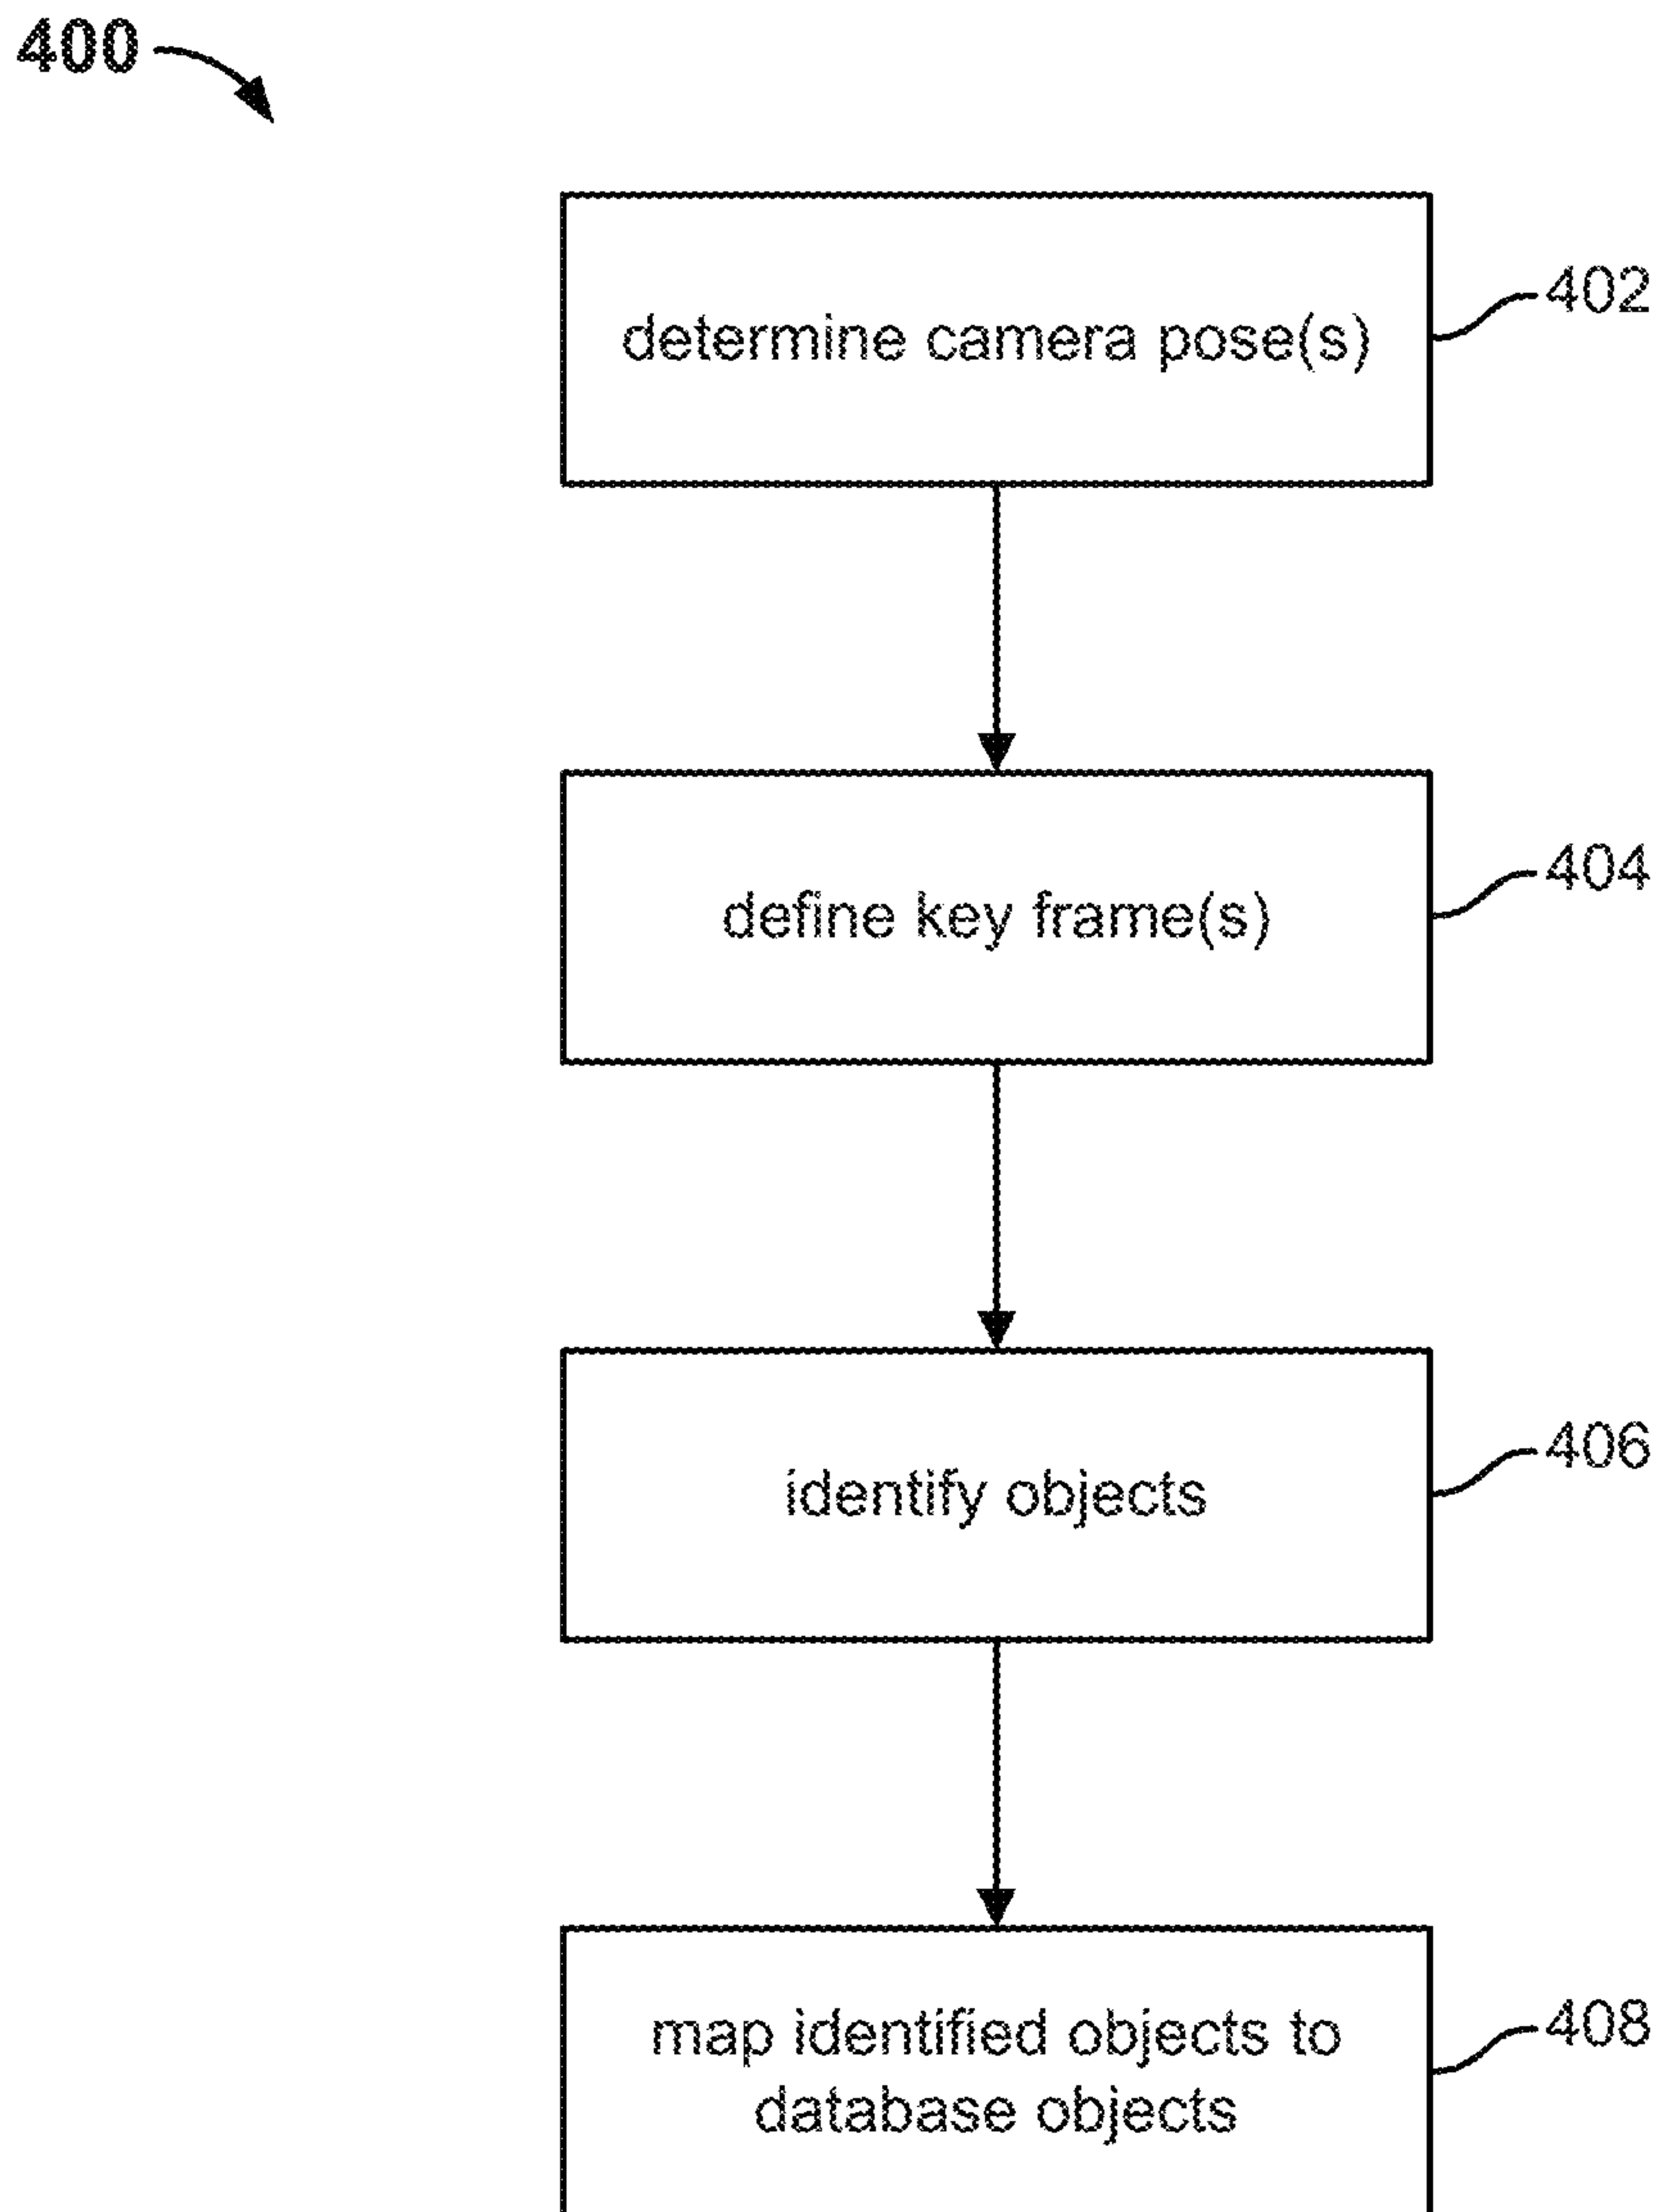 400
determine camera pose(s)
402
define key frame(s)
404
identify objects
406
map identified objects to
database objects
408